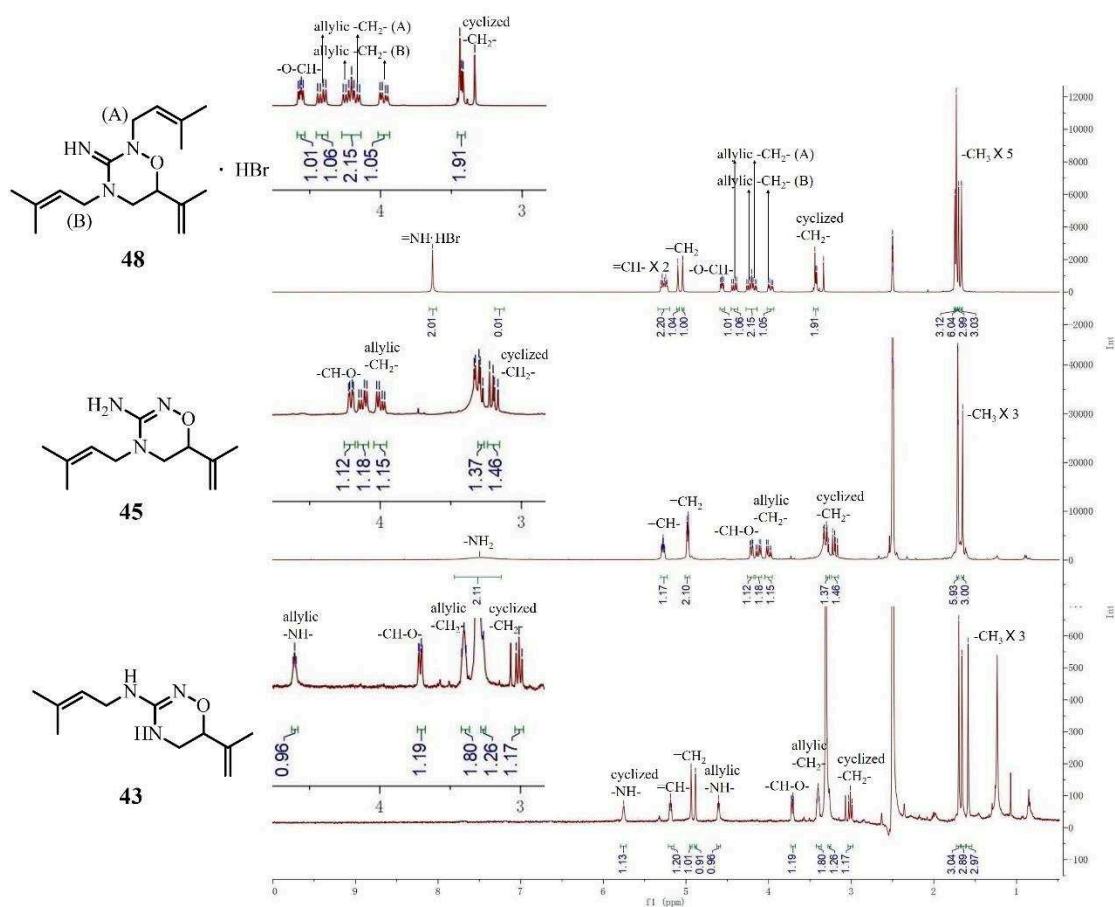 allylic -CH2- (A)
allylic -CH2- (B)
cyclized
-CH2-
-O-CH-
1.01
1.06
2.15
1.05
1.91
4
3
(A)
HN
N
O
N
· HBr
(B)
48
=NH·HBr
allylic -CH2- (A)
allylic -CH2- (B)
-CH3 X 5
=CH- X 2
=CH2
-O-CH-
cyclized
-CH2-
12000
10000
8000
6000
4000
2000
0
-2000
Int
2.01
0.01
2.20
1.04
1.00
1.01
1.06
2.15
1.05
1.91
3.12
6.04
2.99
3.03
-CH-O-
allylic
-CH2-
cyclized
-CH2-
1.12
1.18
1.15
1.37
1.46
4
3
H2N
N
O
N
45
-NH2
=CH-
=CH2
-CH-O-
allylic
-CH2-
cyclized
-CH2-
-CH3 X 3
40000
30000
20000
10000
0
Int
2.11
1.17
2.10
1.12
1.18
1.15
1.37
1.46
5.93
3.00
allylic
-NH-
-CH-O-
allylic
-CH2-
cyclized
-CH2-
0.96
1.19
1.80
1.26
1.17
5
4
3
H
N
N
O
HN
43
cyclized
-NH-
=CH-
=CH2
allylic
-NH-
-CH-O-
allylic
-CH2-
cyclized
-CH2-
-CH3 X 3
600
500
400
300
200
100
0
-100
1.13
1.20
1.01
0.91
0.96
1.19
1.80
1.26
1.17
3.04
2.89
2.97
10
9
8
7
6
5
4
3
2
1
f1 (ppm)